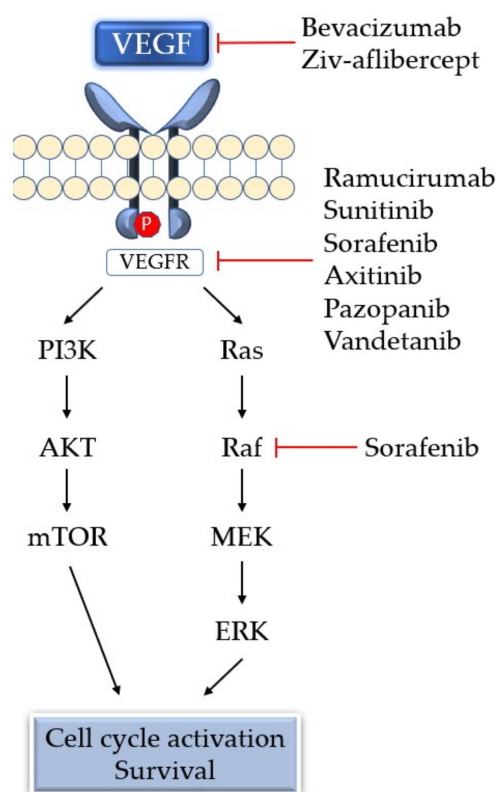 VEGF
Bevacizumab
Ziv-aflibercept
P
VEGFR
Ramucirumab
Sunitinib
Sorafenib
Axitinib
Pazopanib
Vandetanib
PI3K
Ras
AKT
Raf
Sorafenib
mTOR
MEK
ERK
Cell cycle activation
Survival